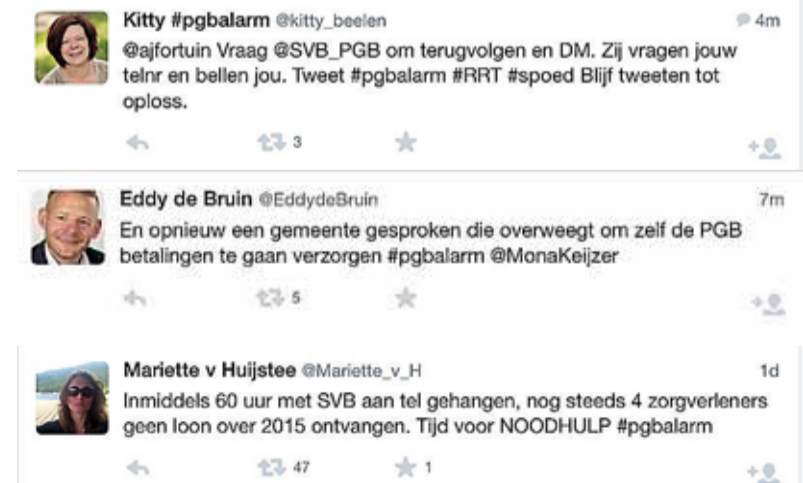 Kitty #pgbalarm @kitty_beelen 4m
@ajfortuin Vraag @SVB_PGB om terugvolgen en DM. Zij vragen jouw
telnr en bellen jou. Tweet #pgbalarm #RRT #spoed Blijf tweeten tot
oploss.
3
Eddy de Bruin @EddydeBruin 7m
En opnieuw een gemeente gesproken die overweegt om zelf de PGB
betalingen te gaan verzorgen #pgbalarm @MonaKeijzer
5
Mariette v Huijstee @Mariette_v_H 1d
Inmiddels 60 uur met SVB aan tel gehangen, nog steeds 4 zorgverleners
geen loon over 2015 ontvangen. Tijd voor NOODHULP #pgbalarm
47 1